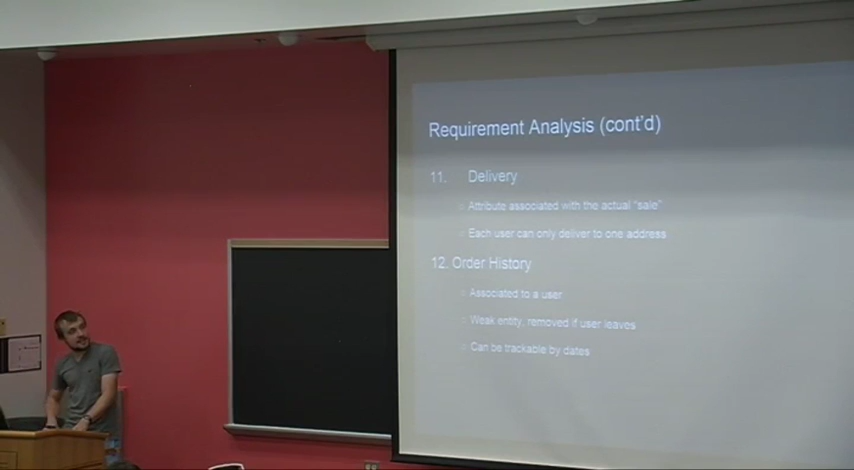 Requirement Analysis (cont'd)
11. Delivery
Attribute associated with the actual "sale"
Each user can only deliver to one address
12. Order History
Associated to a user
Weak entity, removed if user leaves
Can be trackable by dates